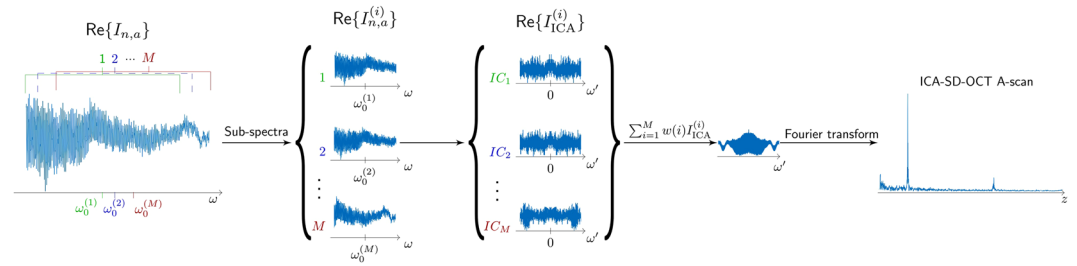 Re{I_{n,a}}
1 2 ⋯ M
ω
ω_0^{(1)} ω_0^{(2)} ω_0^{(M)}
Sub-spectra
Re{I_{n,a}^{(i)}}
1
ω
ω_0^{(1)}
2
ω
ω_0^{(2)}
⋮
M
ω
ω_0^{(M)}
Re{I_{ICA}^{(i)}}
IC_1
ω′
0
IC_2
ω′
0
⋮
IC_M
ω′
0
∑_{i=1}^{M} w(i)I_{ICA}^{(i)}
ω′
Fourier transform
ICA-SD-OCT A-scan
z